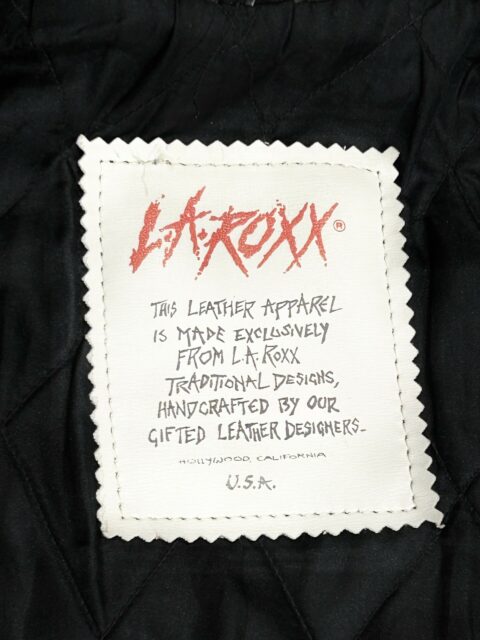 L.A.ROXX®
THIS LEATHER APPAREL
IS MADE EXCLUSIVELY
FROM L.A.ROXX
TRADITIONAL DESIGNS,
HANDCRAFTED BY OUR
GIFTED LEATHER DESIGNERS.
HOLLYWOOD, CALIFORNIA
U.S.A.